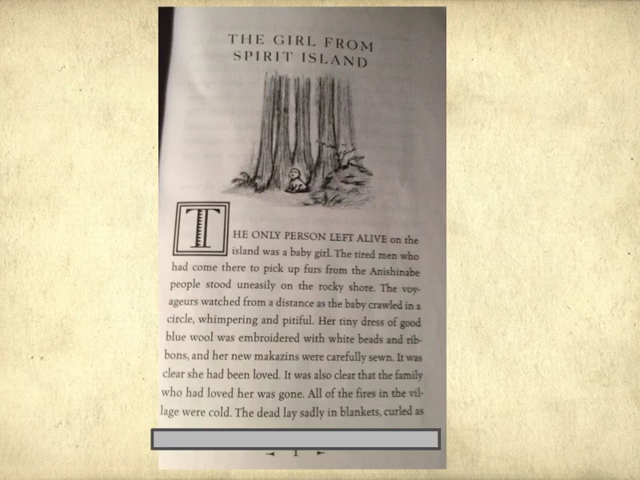 THE GIRL FROM
SPIRIT ISLAND
THE ONLY PERSON LEFT ALIVE on the
island was a baby girl. The tired men who
had come there to pick up furs from the Anishinabe
people stood uneasily on the rocky shore. The voy-
ageurs watched from a distance as the baby crawled in a
circle, whimpering and pitiful. Her tiny dress of good
blue wool was embroidered with white beads and rib-
bons, and her new makazins were carefully sewn. It was
clear she had been loved. It was also clear that the family
who had loved her was gone. All of the fires in the vil-
lage were cold. The dead lay sadly in blankets, curled as
1